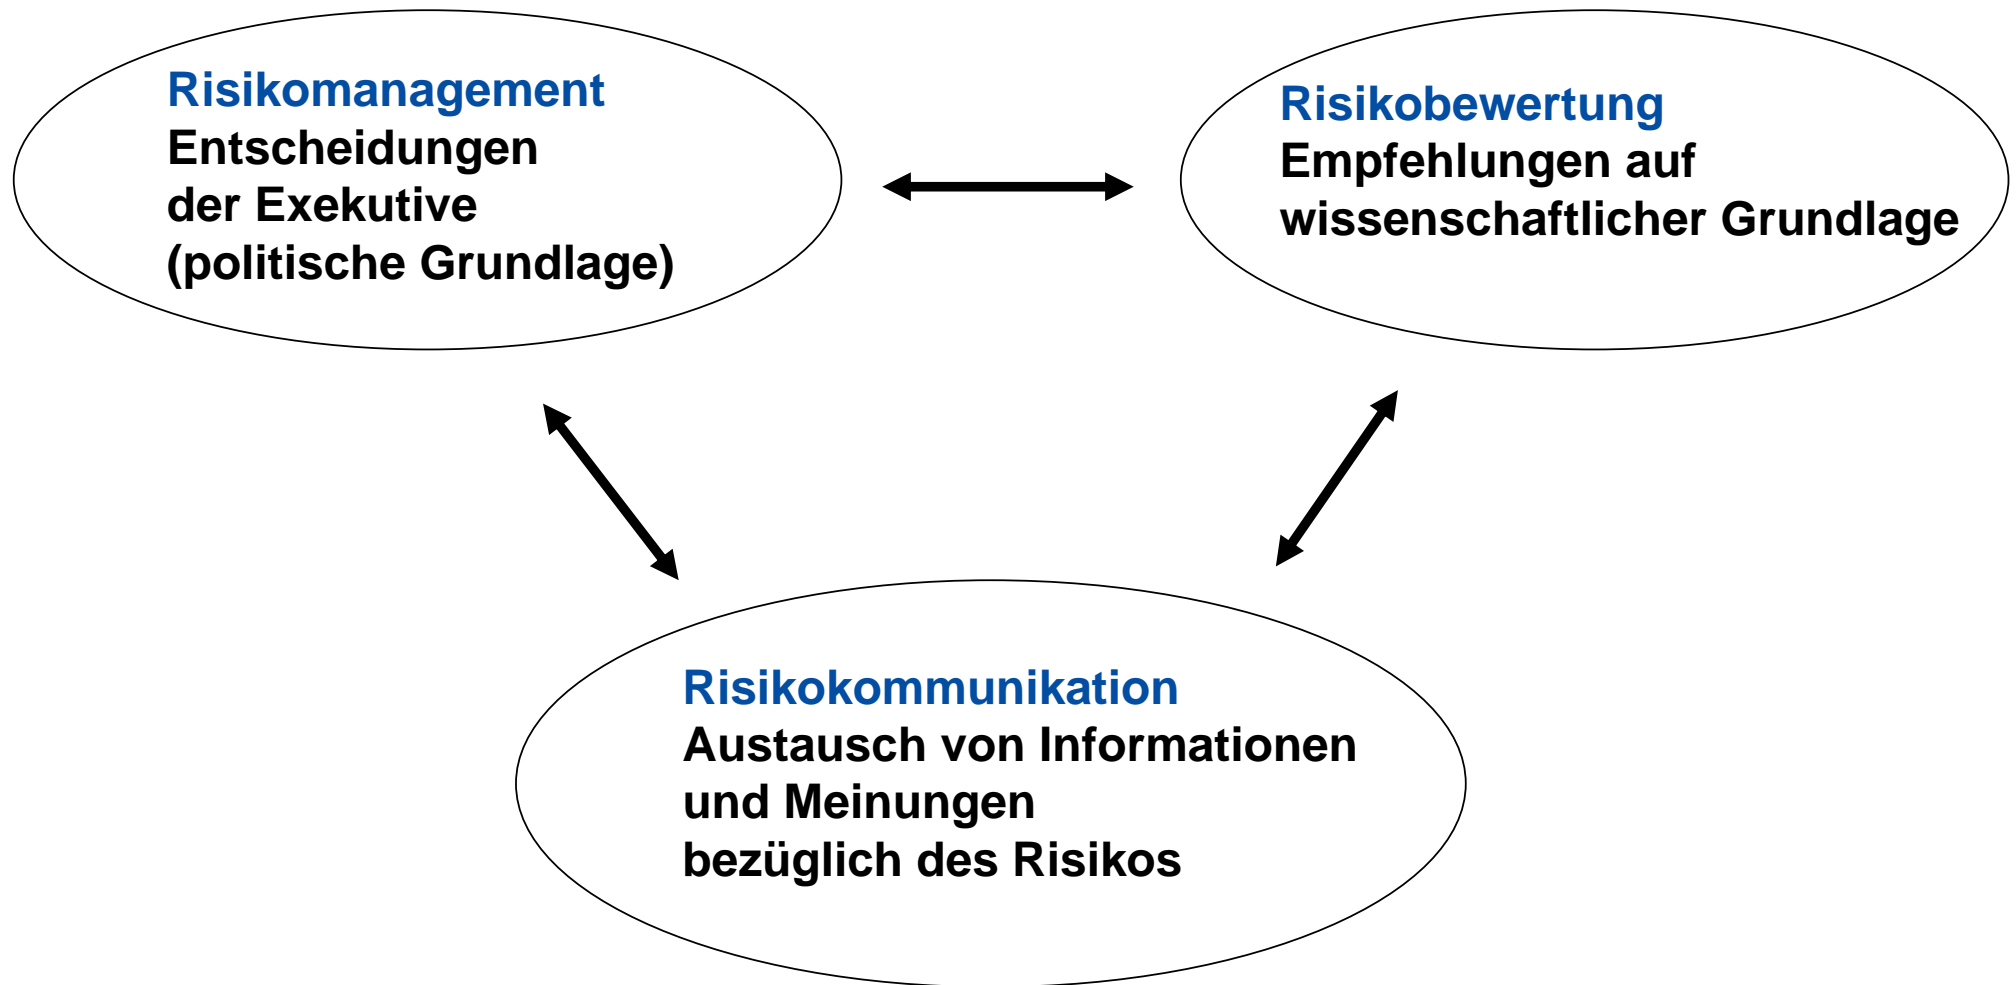 Risikomanagement
Entscheidungen
der Exekutive
(politische Grundlage)
Risikobewertung
Empfehlungen auf
wissenschaftlicher Grundlage
Risikokommunikation
Austausch von Informationen
und Meinungen
bezüglich des Risikos